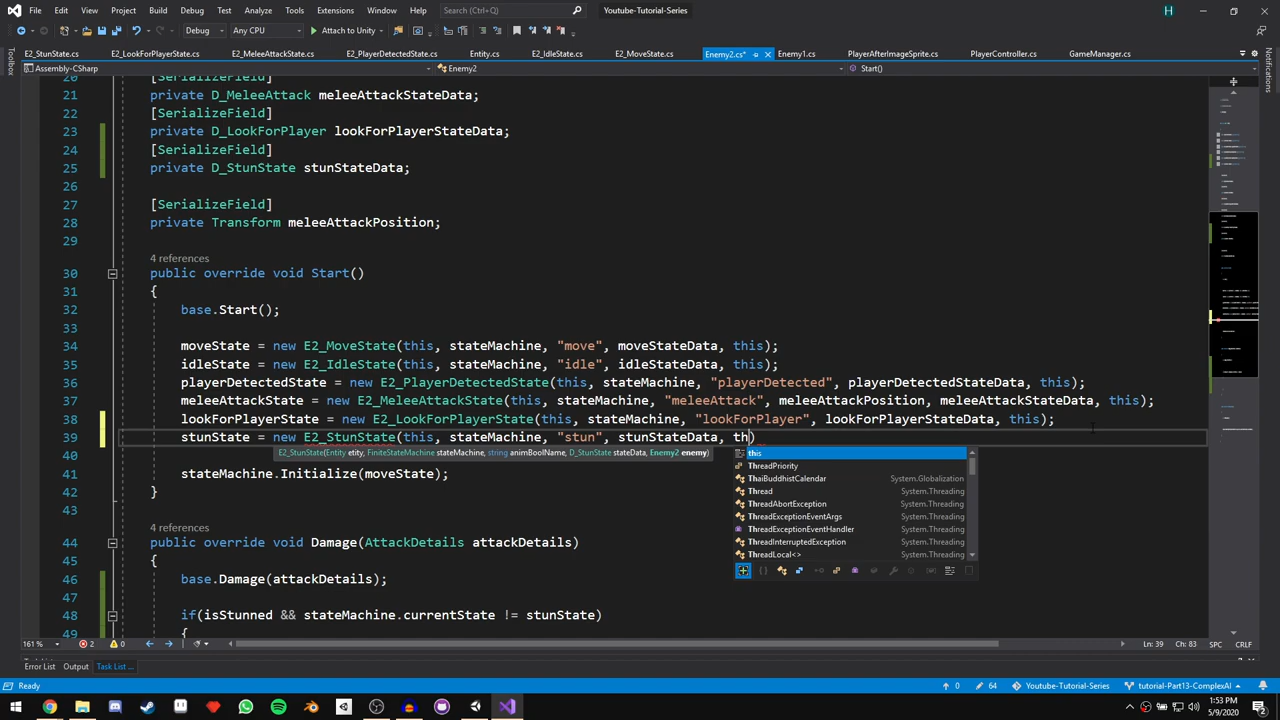 File Edit View Project Build Debug Test Analyze Tools Extensions Window Help Search (Ctrl+Q) Youtube-Tutorial-Series H
Debug Any CPU Attach to Unity
E2_StunState.cs E2_LookForPlayerState.cs E2_MeleeAttackState.cs E2_PlayerDetectedState.cs Entity.cs E2_IdleState.cs E2_MoveState.cs Enemy2.cs* Enemy1.cs PlayerAfterImageSprite.cs PlayerController.cs GameManager.cs
Toolbox
Notifications
Assembly-CSharp Enemy2 Start()
20 [SerializeField]
21 private D_MeleeAttack meleeAttackStateData;
22 [SerializeField]
23 private D_LookForPlayer lookForPlayerStateData;
24 [SerializeField]
25 private D_StunState stunStateData;
26
27 [SerializeField]
28 private Transform meleeAttackPosition;
29
4 references
30 public override void Start()
31 {
32 base.Start();
33
34 moveState = new E2_MoveState(this, stateMachine, "move", moveStateData, this);
35 idleState = new E2_IdleState(this, stateMachine, "idle", idleStateData, this);
36 playerDetectedState = new E2_PlayerDetectedState(this, stateMachine, "playerDetected", playerDetectedStateData, this);
37 meleeAttackState = new E2_MeleeAttackState(this, stateMachine, "meleeAttack", meleeAttackPosition, meleeAttackStateData, this);
38 lookForPlayerState = new E2_LookForPlayerState(this, stateMachine, "lookForPlayer", lookForPlayerStateData, this);
39 stunState = new E2_StunState(this, stateMachine, "stun", stunStateData, th)
40 E2_StunState(Entity etity, FiniteStateMachine stateMachine, string animBoolName, D_StunState stateData, Enemy2 enemy)
this
ThreadPriority
ThaiBuddhistCalendar System.Globalization
Thread System.Threading
ThreadAbortException System.Threading
ThreadExceptionEventArgs System.Threading
ThreadExceptionEventHandler System.Threading
ThreadInterruptedException System.Threading
ThreadLocal<> System.Threading
41 stateMachine.Initialize(moveState);
42 }
43
4 references
44 public override void Damage(AttackDetails attackDetails)
45 {
46 base.Damage(attackDetails);
47
48 if(isStunned && stateMachine.currentState != stunState)
49 {
161 % 2 0 Ln: 39 Ch: 83 SPC CRLF
Error List Output Task List ...
Ready 0 64 Youtube-Tutorial-Series tutorial-Part13-ComplexAI
1:53 PM
5/9/2020
2